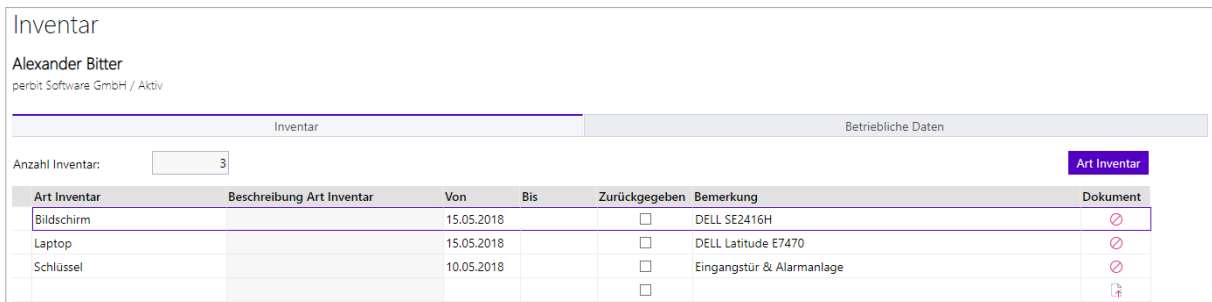 Inventar
Alexander Bitter
perbit Software GmbH / Aktiv
Inventar Betriebliche Daten
Anzahl Inventar: 3 Art Inventar
Art Inventar Beschreibung Art Inventar Von Bis Zurückgegeben Bemerkung Dokument
Bildschirm 15.05.2018 DELL SE2416H
Laptop 15.05.2018 DELL Latitude E7470
Schlüssel 10.05.2018 Eingangstür & Alarmanlage